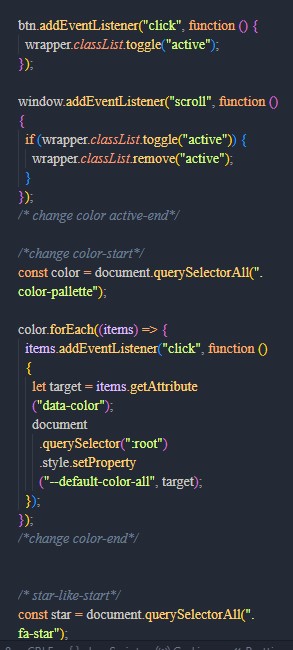 btn.addEventListener("click", function () {
wrapper.classList.toggle("active");
});
window.addEventListener("scroll", function ()
{
if (wrapper.classList.toggle("active")) {
wrapper.classList.remove("active");
}
});
/* change color active-end*/
/*change color-start*/
const color = document.querySelectorAll(".
color-pallette");
color.forEach((items) => {
items.addEventListener("click", function ()
{
let target = items.getAttribute
("data-color");
document
.querySelector(":root")
.style.setProperty
("--default-color-all", target);
});
});
/*change color-end*/
/* star-like-start*/
const star = document.querySelectorAll(".
fa-star");